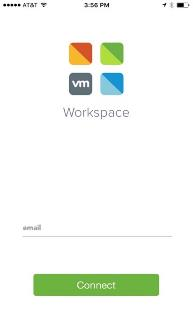 AT&T 3:56 PM
vm
Workspace
email
Connect